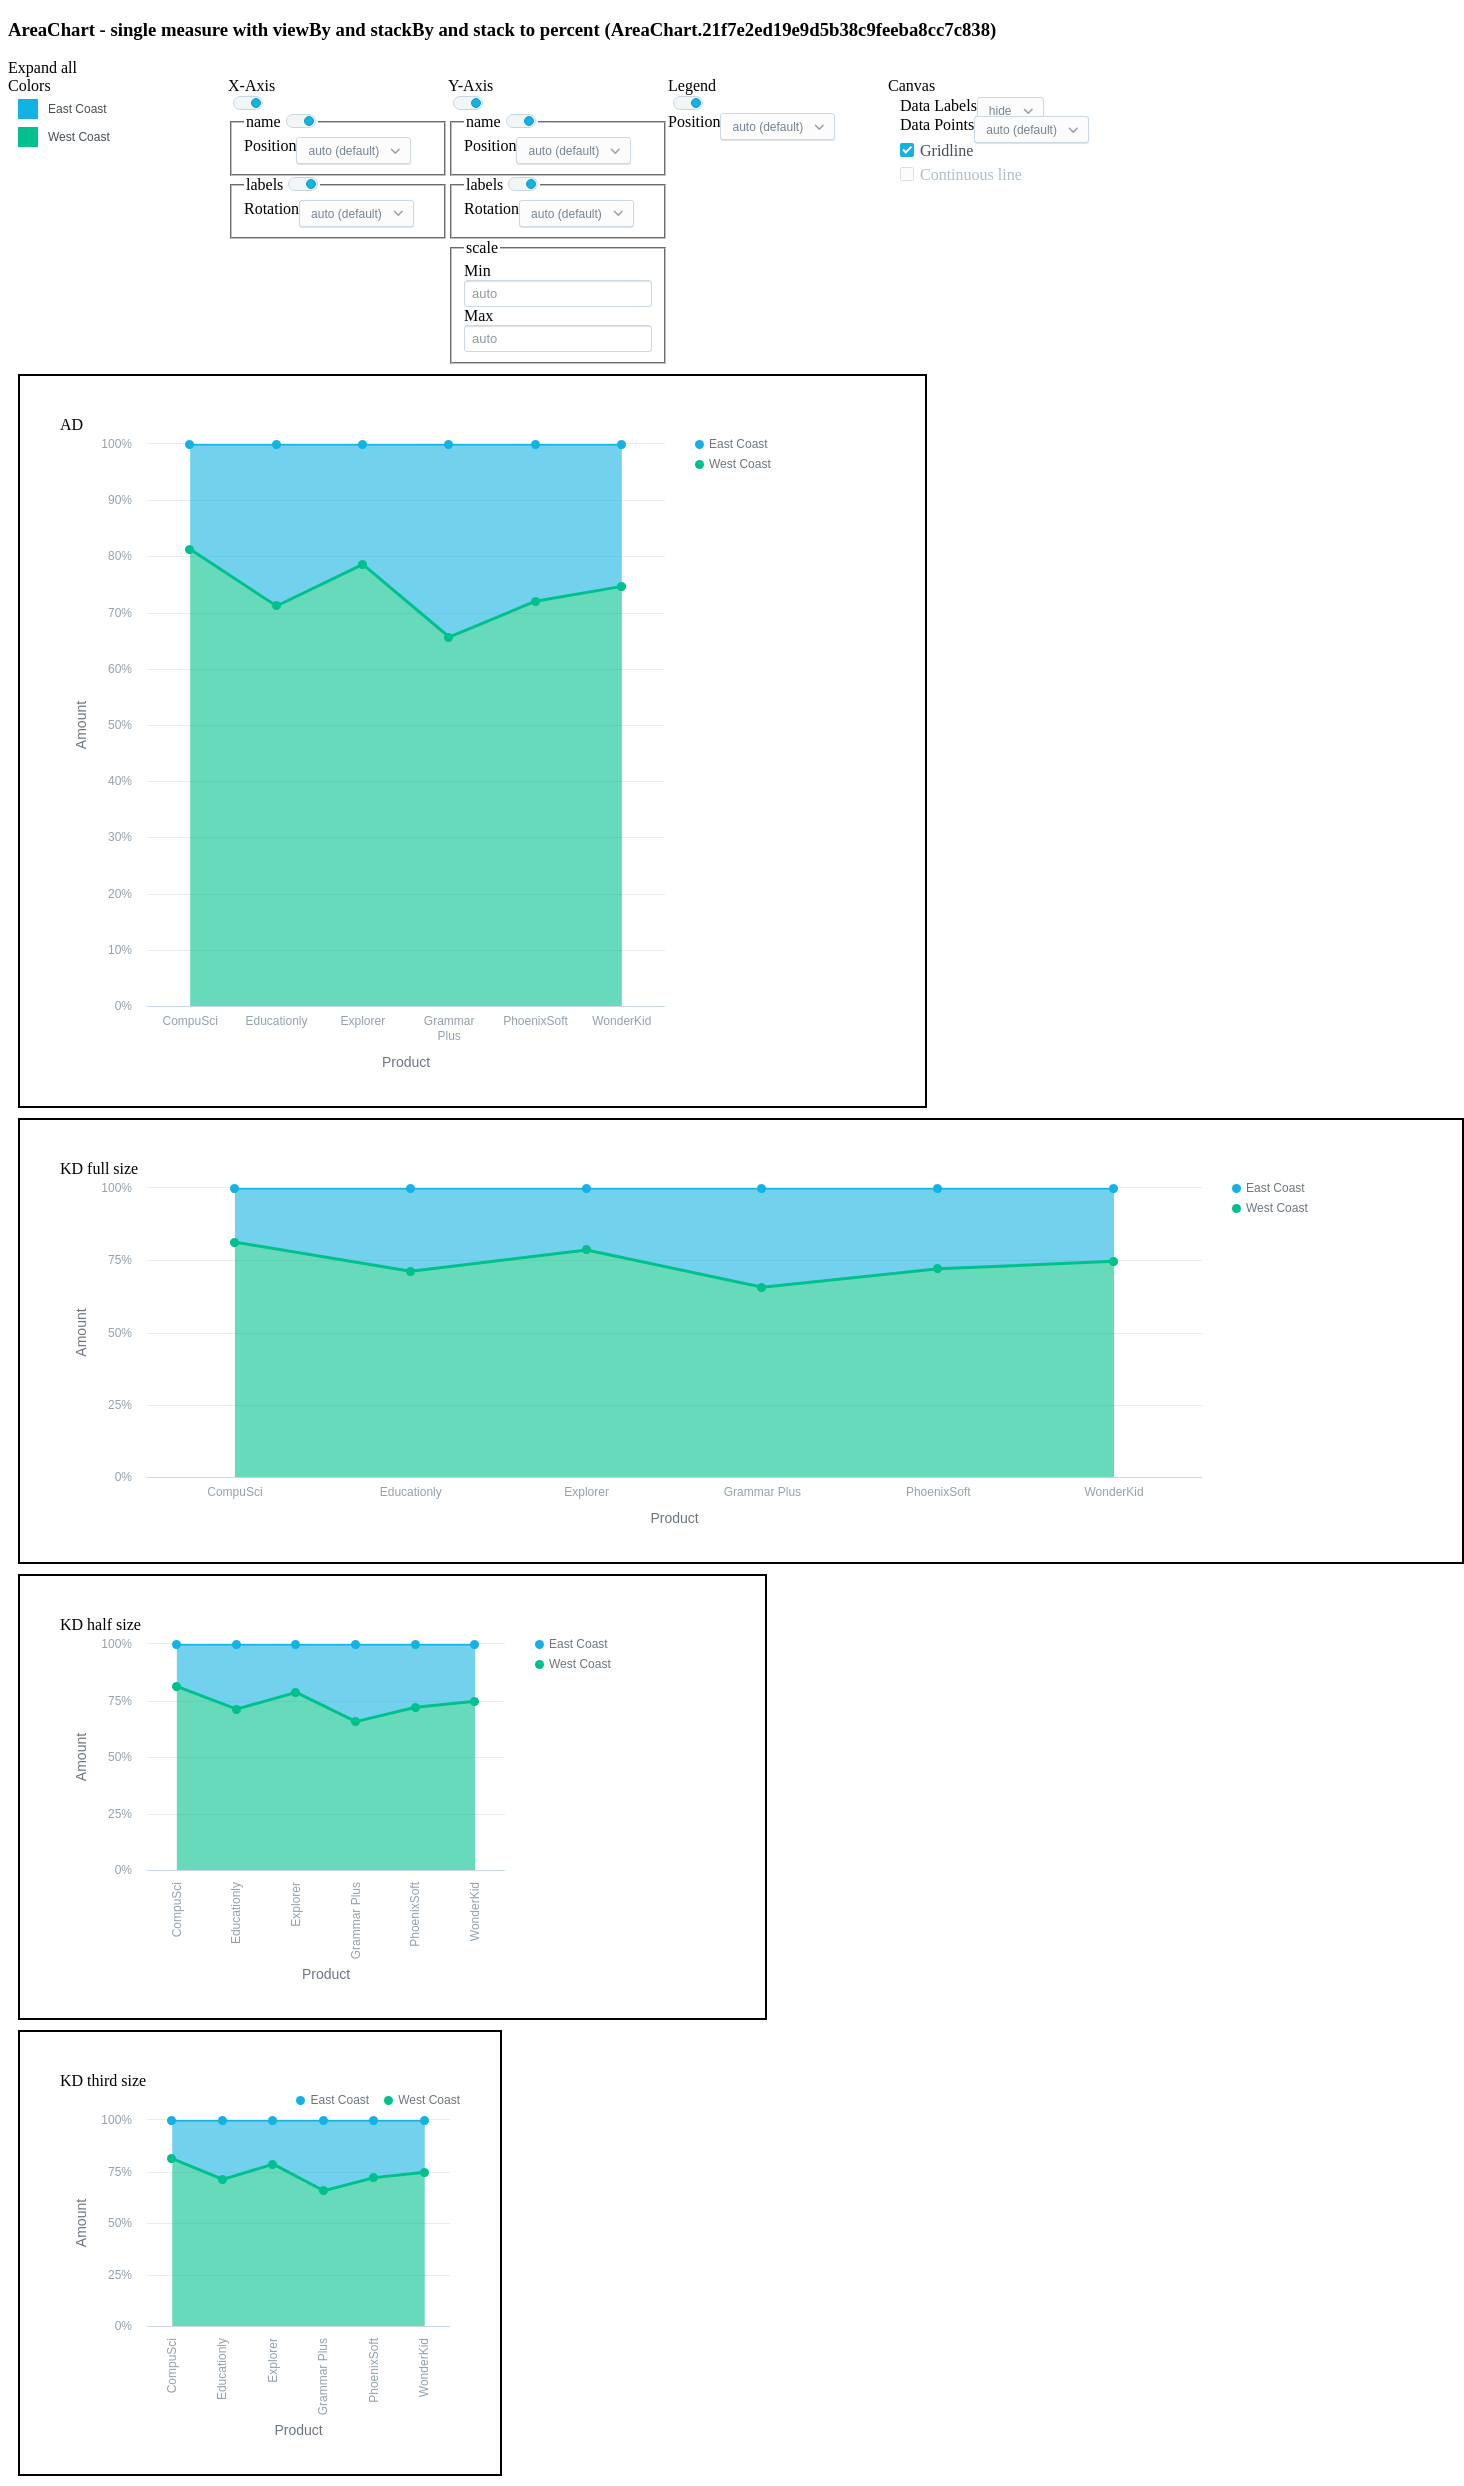 AreaChart - single measure with viewBy and stackBy and stack to percent (AreaChart.21f7e2ed19e9d5b38c9feeba8cc7c838)
Expand all
Colors
East Coast
West Coast
X-Axis
name
Position auto (default)
labels
Rotation auto (default)
Y-Axis
name
Position auto (default)
labels
Rotation auto (default)
scale
Min
auto
Max
auto
Legend
Position auto (default)
Canvas
Data Labels hide
Data Points auto (default)
Gridline
Continuous line
AD
100%
90%
80%
70%
60%
50%
40%
30%
20%
10%
0%
Amount
CompuSci Educationly Explorer Grammar Plus PhoenixSoft WonderKid
Product
East Coast
West Coast
KD full size
100%
75%
50%
25%
0%
Amount
CompuSci Educationly Explorer Grammar Plus PhoenixSoft WonderKid
Product
East Coast
West Coast
KD half size
100%
75%
50%
25%
0%
Amount
CompuSci Educationly Explorer Grammar Plus PhoenixSoft WonderKid
Product
East Coast
West Coast
KD third size
East Coast West Coast
100%
75%
50%
25%
0%
Amount
CompuSci Educationly Explorer Grammar Plus PhoenixSoft WonderKid
Product